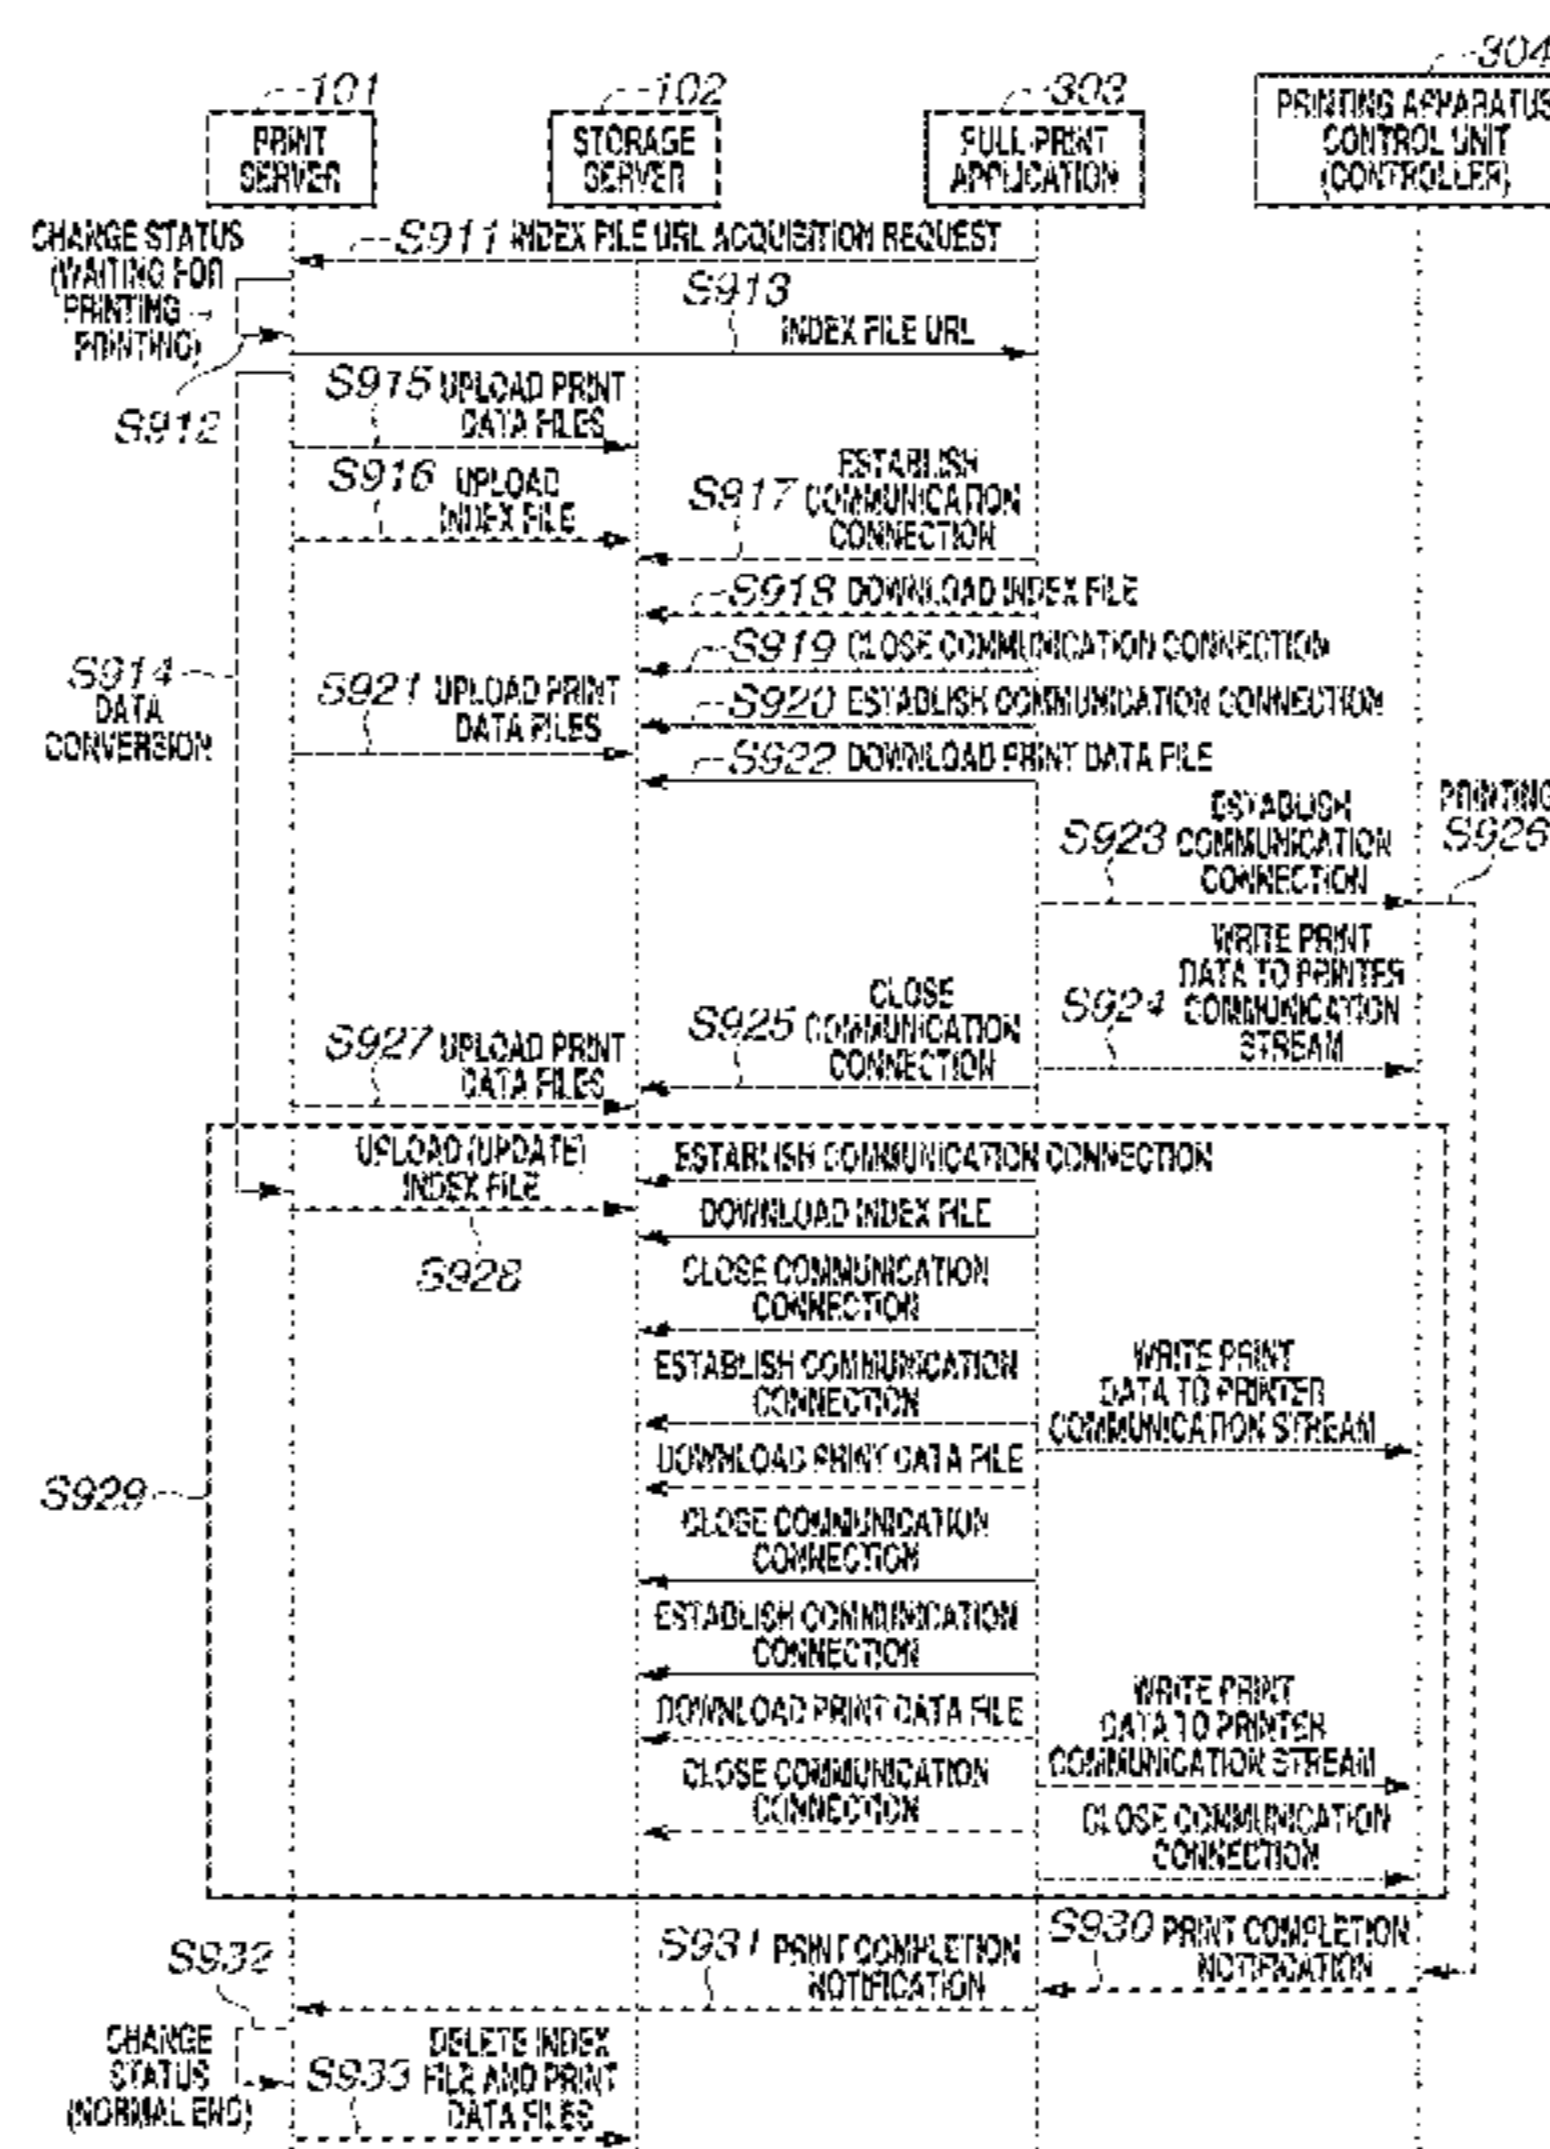 101
PRINT
SERVER
102
STORAGE
SERVER
303
PULL-PRINT
APPLICATION
304
PRINTING APPARATUS
CONTROL UNIT
(CONTROLLER)
CHANGE STATUS
(WAITING FOR
PRINTING →
PRINTING)
S912
S911 INDEX FILE URL ACQUISITION REQUEST
S913
INDEX FILE URL
S915 UPLOAD PRINT
DATA FILES
S916 UPLOAD
INDEX FILE
S917 ESTABLISH
COMMUNICATION
CONNECTION
S918 DOWNLOAD INDEX FILE
S919 CLOSE COMMUNICATION CONNECTION
S914
DATA
CONVERSION
S921 UPLOAD PRINT
DATA FILES
S920 ESTABLISH COMMUNICATION CONNECTION
S922 DOWNLOAD PRINT DATA FILE
S923 ESTABLISH
COMMUNICATION
CONNECTION
PRINTING
S926
S924 WRITE PRINT
DATA TO PRINTER
COMMUNICATION
STREAM
S925 CLOSE
COMMUNICATION
CONNECTION
S927 UPLOAD PRINT
DATA FILES
UPLOAD (UPDATE)
INDEX FILE
S928
ESTABLISH COMMUNICATION CONNECTION
DOWNLOAD INDEX FILE
CLOSE COMMUNICATION
CONNECTION
ESTABLISH COMMUNICATION
CONNECTION
WRITE PRINT
DATA TO PRINTER
COMMUNICATION STREAM
DOWNLOAD PRINT DATA FILE
S929
CLOSE COMMUNICATION
CONNECTION
ESTABLISH COMMUNICATION
CONNECTION
DOWNLOAD PRINT DATA FILE
WRITE PRINT
DATA TO PRINTER
COMMUNICATION STREAM
CLOSE COMMUNICATION
CONNECTION
CLOSE COMMUNICATION
CONNECTION
S930 PRINT COMPLETION
NOTIFICATION
S931 PRINT COMPLETION
NOTIFICATION
S932
CHANGE
STATUS
(NORMAL END)
S933 DELETE INDEX
FILE AND PRINT
DATA FILES